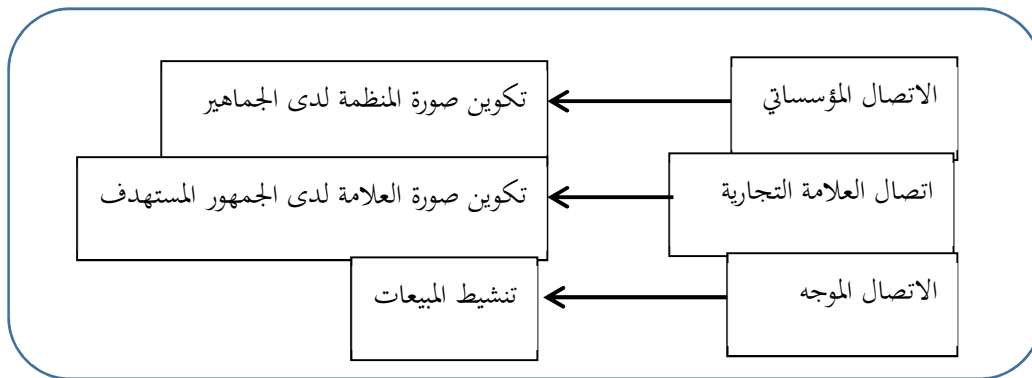 الاتصال المؤسساتي
تكوين صورة المنظمة لدى الجماهير
اتصال العلامة التجارية
تكوين صورة العلامة لدى الجمهور المستهدف
الاتصال الموجه
تنشيط المبيعات